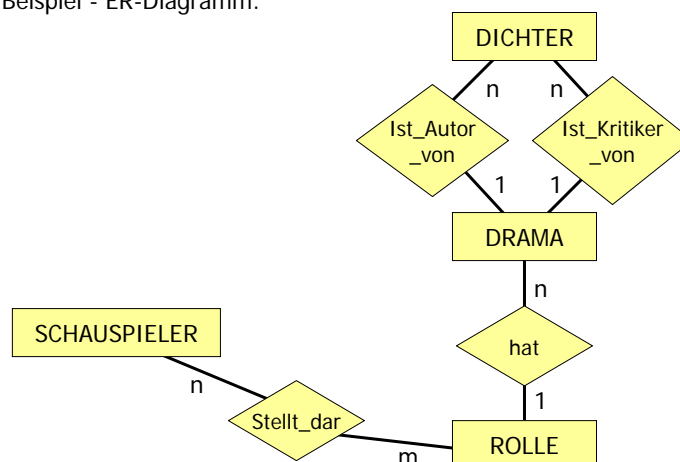 Beispiel - ER-Diagramm:
DICHTER
n
n
Ist_Autor
_von
Ist_Kritiker
_von
1
1
DRAMA
n
SCHAUSPIELER
hat
n
1
Stellt_dar
m
ROLLE